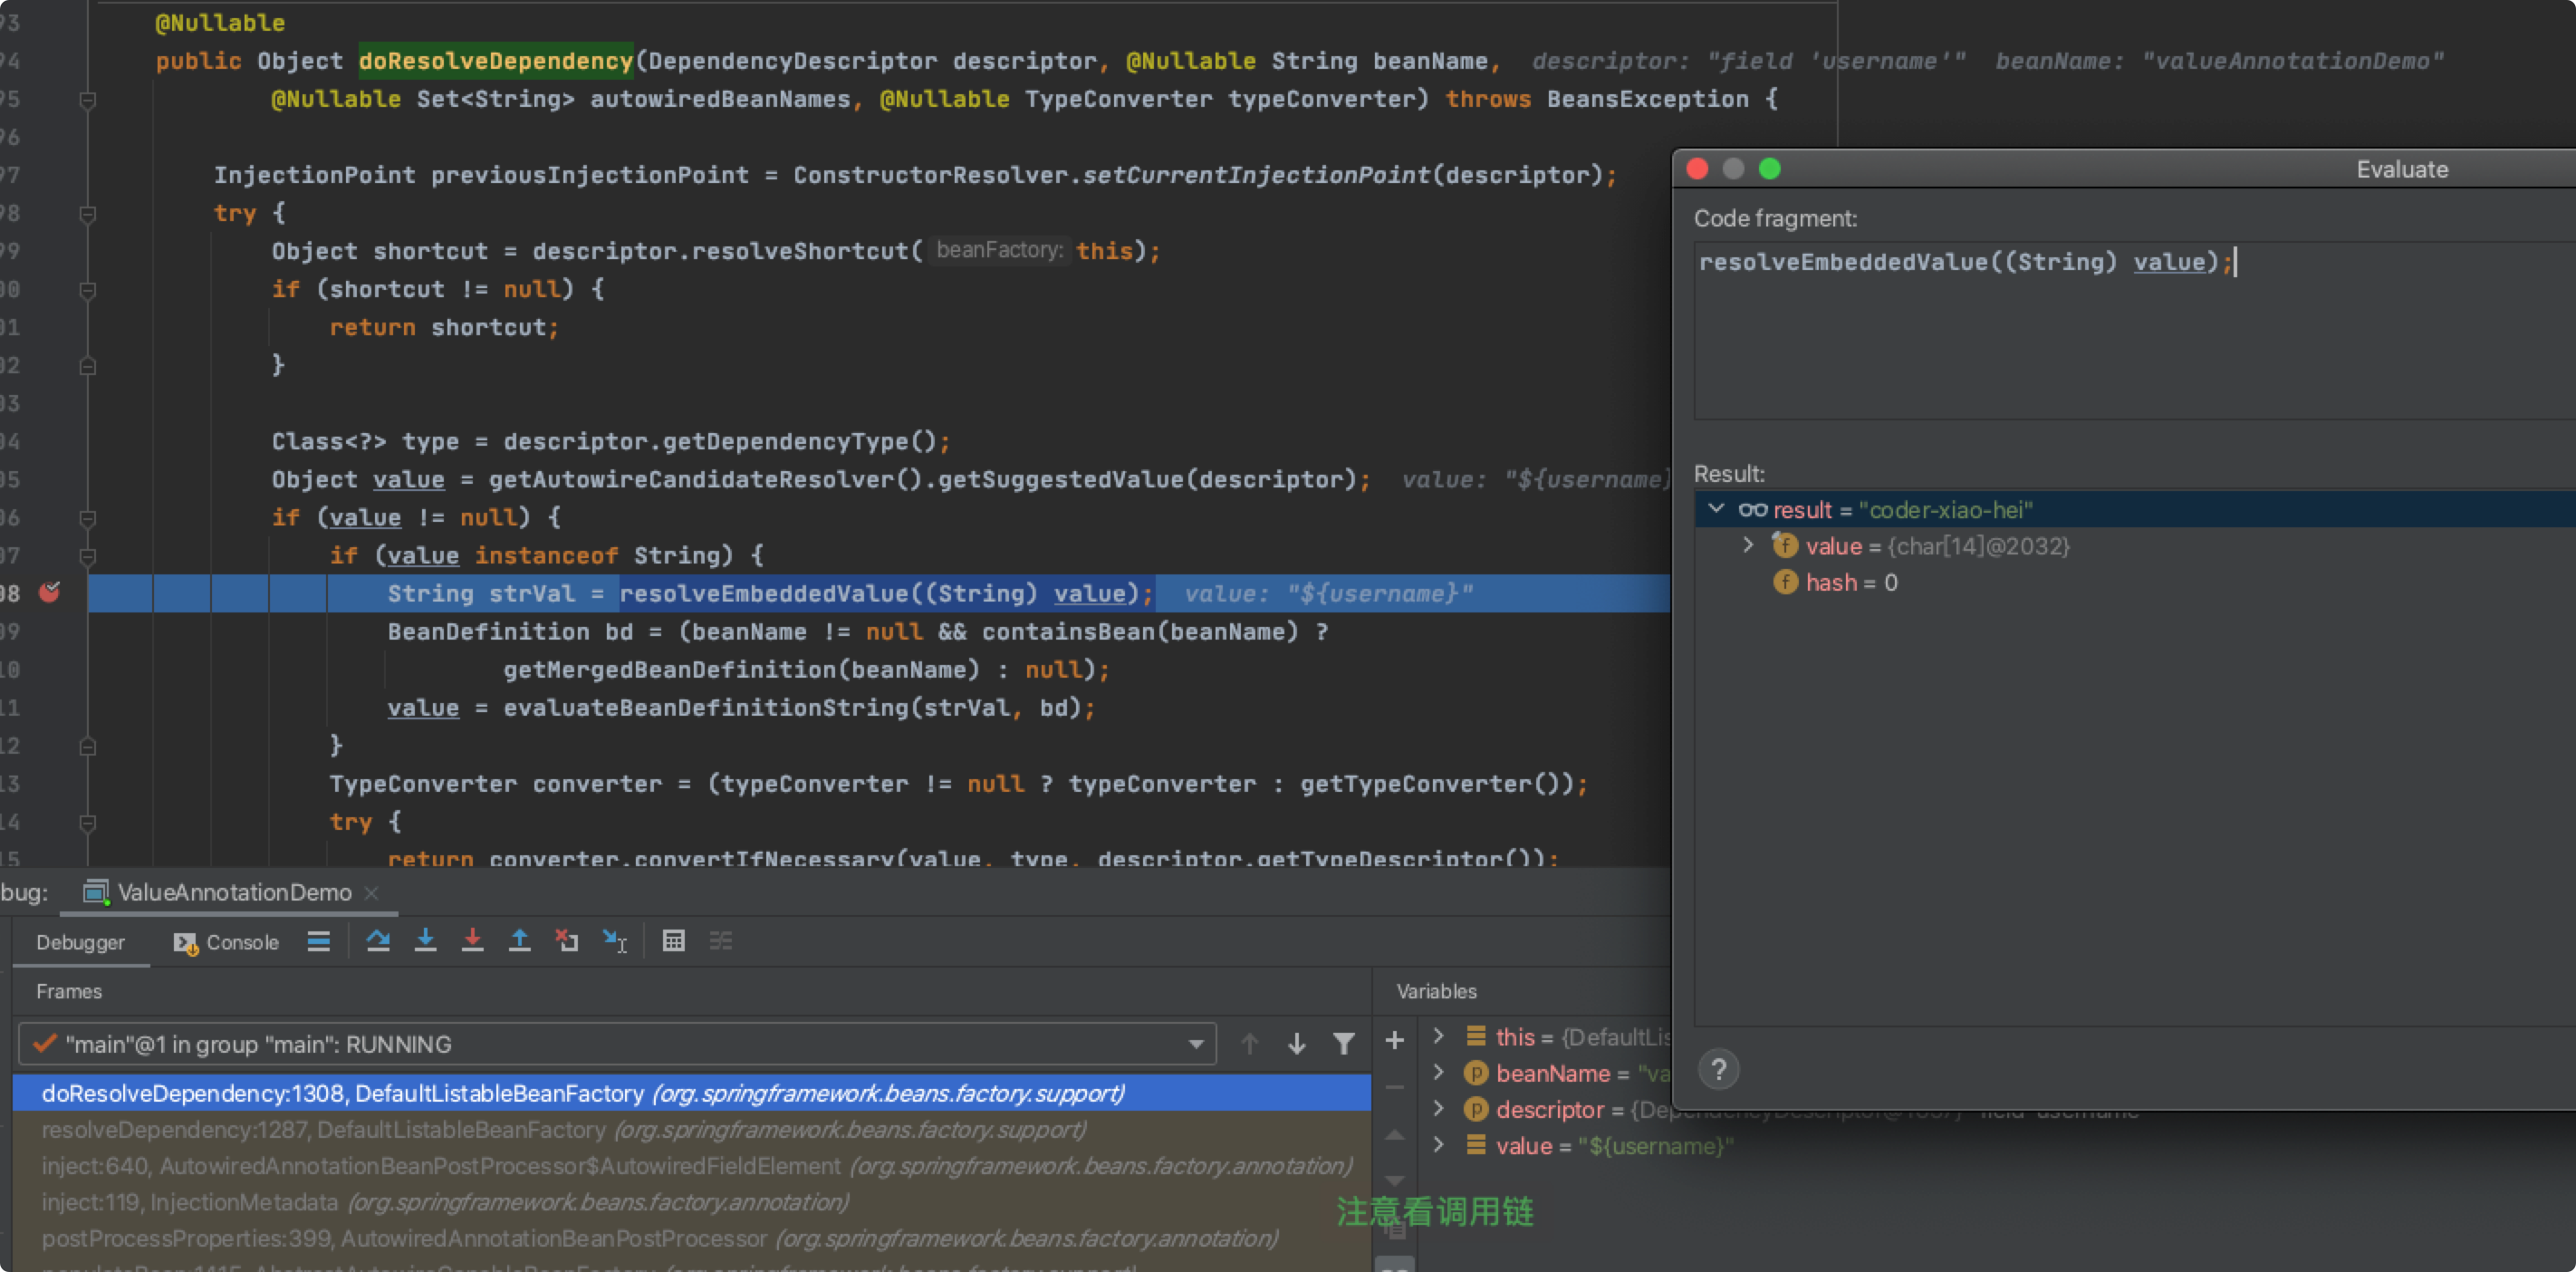 93 @Nullable
94 public Object doResolveDependency(DependencyDescriptor descriptor, @Nullable String beanName, descriptor: "field 'username'" beanName: "valueAnnotationDemo"
95 @Nullable Set<String> autowiredBeanNames, @Nullable TypeConverter typeConverter) throws BeansException {
96
97 InjectionPoint previousInjectionPoint = ConstructorResolver.setCurrentInjectionPoint(descriptor);
98 try {
99 Object shortcut = descriptor.resolveShortcut( beanFactory: this);
00 if (shortcut != null) {
01 return shortcut;
02 }
03
04 Class<?> type = descriptor.getDependencyType();
05 Object value = getAutowireCandidateResolver().getSuggestedValue(descriptor); value: "${username}
06 if (value != null) {
07 if (value instanceof String) {
08 String strVal = resolveEmbeddedValue((String) value); value: "${username}"
09 BeanDefinition bd = (beanName != null && containsBean(beanName) ?
10 getMergedBeanDefinition(beanName) : null);
11 value = evaluateBeanDefinitionString(strVal, bd);
12 }
13 TypeConverter converter = (typeConverter != null ? typeConverter : getTypeConverter());
14 try {
15 return converter.convertIfNecessary(value, type, descriptor.getTypeDescriptor());
Evaluate
Code fragment:
resolveEmbeddedValue((String) value);
Result:
result = "coder-xiao-hei"
value = {char[14]@2032}
hash = 0
?
bug: ValueAnnotationDemo
Debugger Console
Frames
"main"@1 in group "main": RUNNING
doResolveDependency:1308, DefaultListableBeanFactory (org.springframework.beans.factory.support)
resolveDependency:1287, DefaultListableBeanFactory (org.springframework.beans.factory.support)
inject:640, AutowiredAnnotationBeanPostProcessor$AutowiredFieldElement (org.springframework.beans.factory.annotation)
inject:119, InjectionMetadata (org.springframework.beans.factory.annotation)
postProcessProperties:399, AutowiredAnnotationBeanPostProcessor (org.springframework.beans.factory.annotation)
Variables
this = {DefaultLis
beanName = "va
descriptor = {De
value = "${username}"
注意看调用链